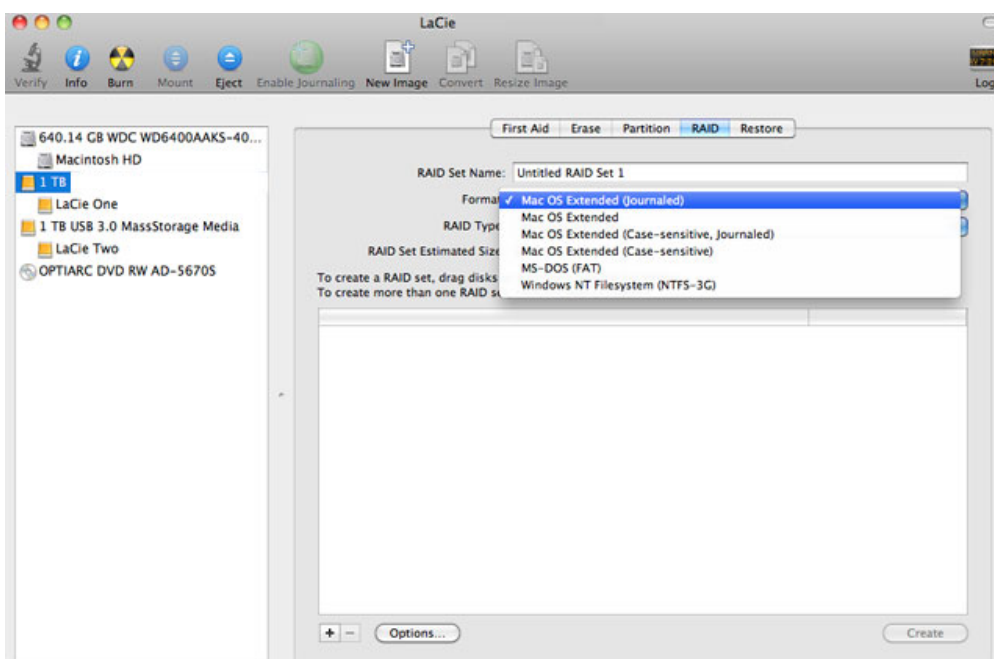 LaCie
Verify Info Burn Mount Eject Enable Journaling New Image Convert Resize Image Log
640.14 GB WDC WD6400AAKS-40...
Macintosh HD
1 TB
LaCie One
1 TB USB 3.0 MassStorage Media
LaCie Two
OPTIARC DVD RW AD-5670S
First Aid Erase Partition RAID Restore
RAID Set Name: Untitled RAID Set 1
Format
Mac OS Extended (Journaled)
Mac OS Extended
Mac OS Extended (Case-sensitive, Journaled)
Mac OS Extended (Case-sensitive)
MS-DOS (FAT)
Windows NT Filesystem (NTFS-3G)
RAID Type
RAID Set Estimated Size
To create a RAID set, drag disks
To create more than one RAID se
+ − Options... Create